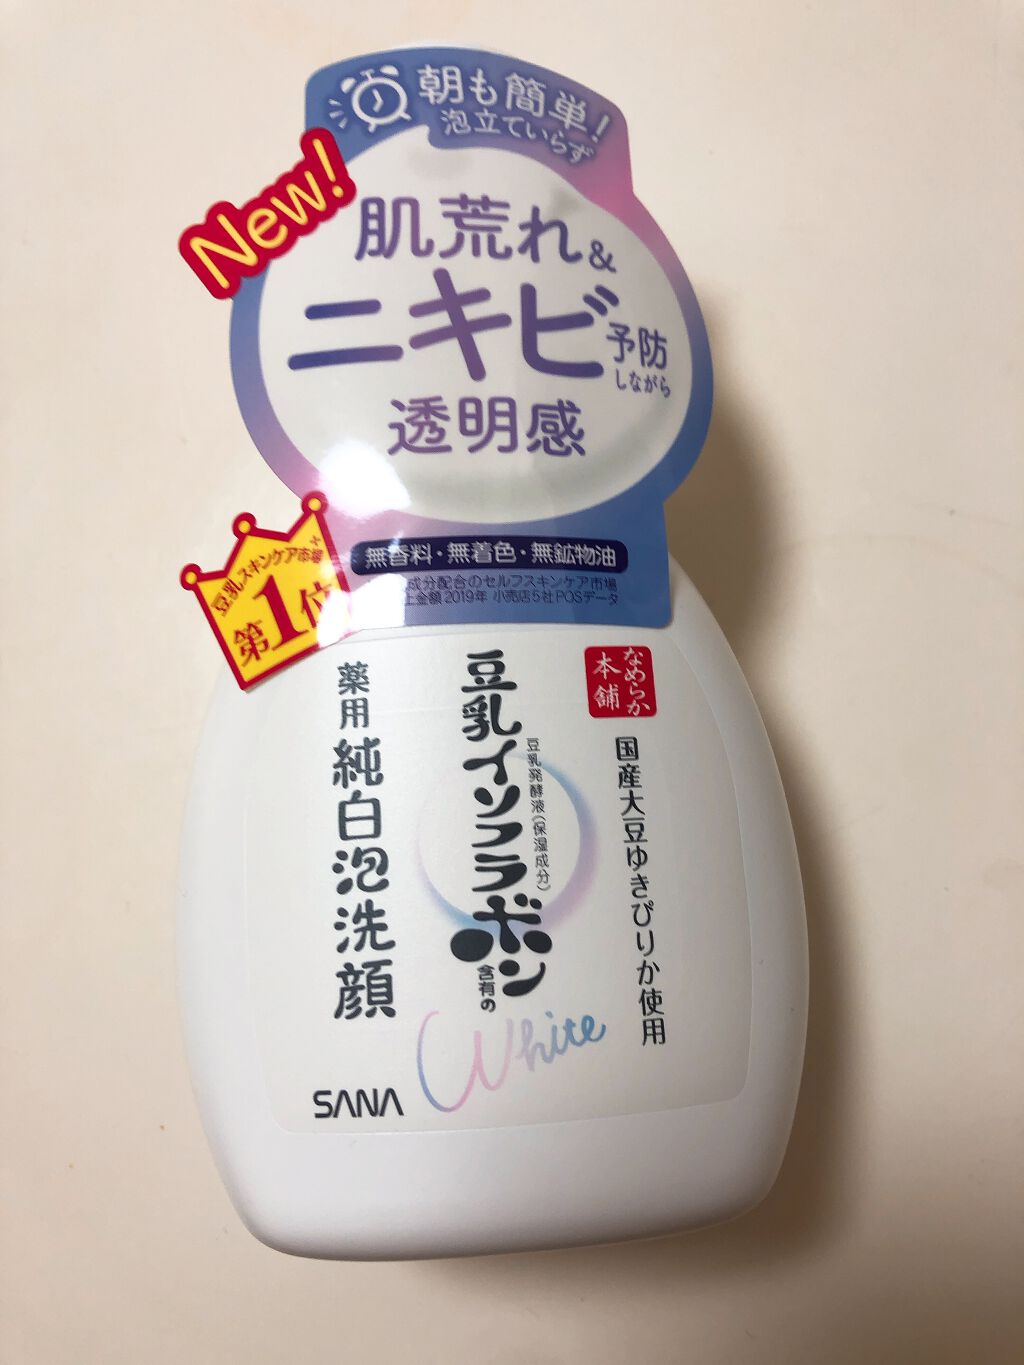 朝も簡単!
泡立ていらず
New!
肌荒れ&
ニキビ予防
しながら
透明感
無香料・無着色・無鉱物油
成分配合のセルフスキンケア市場
上金額2019年 小売店5社POSデータ
豆乳スキンケア市場
第1位
なめらか
本舗
国産大豆ゆきぴりか使用
豆乳発酵液(保湿成分)
含有の
豆乳イソフラボン
薬用
純白泡洗顔
White
SANA